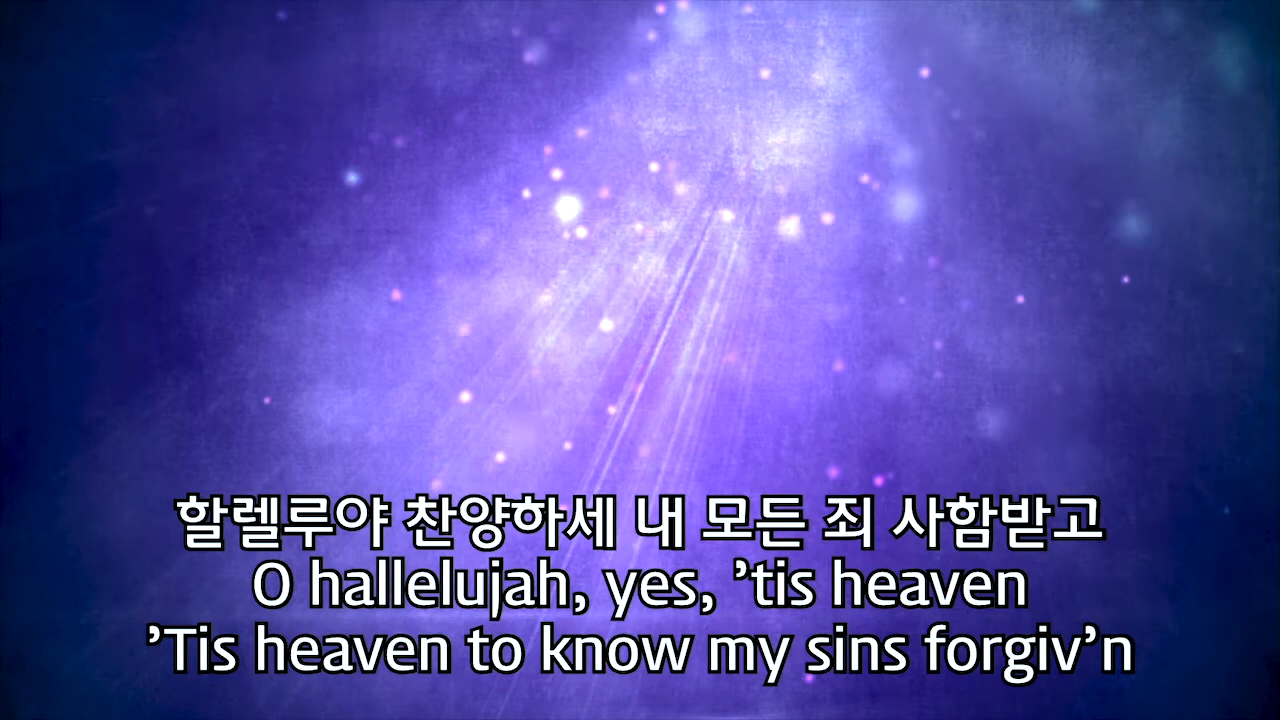 할렐루야 찬양하세 내 모든 죄 사함받고
O hallelujah, yes, ’tis heaven
’Tis heaven to know my sins forgiv’n